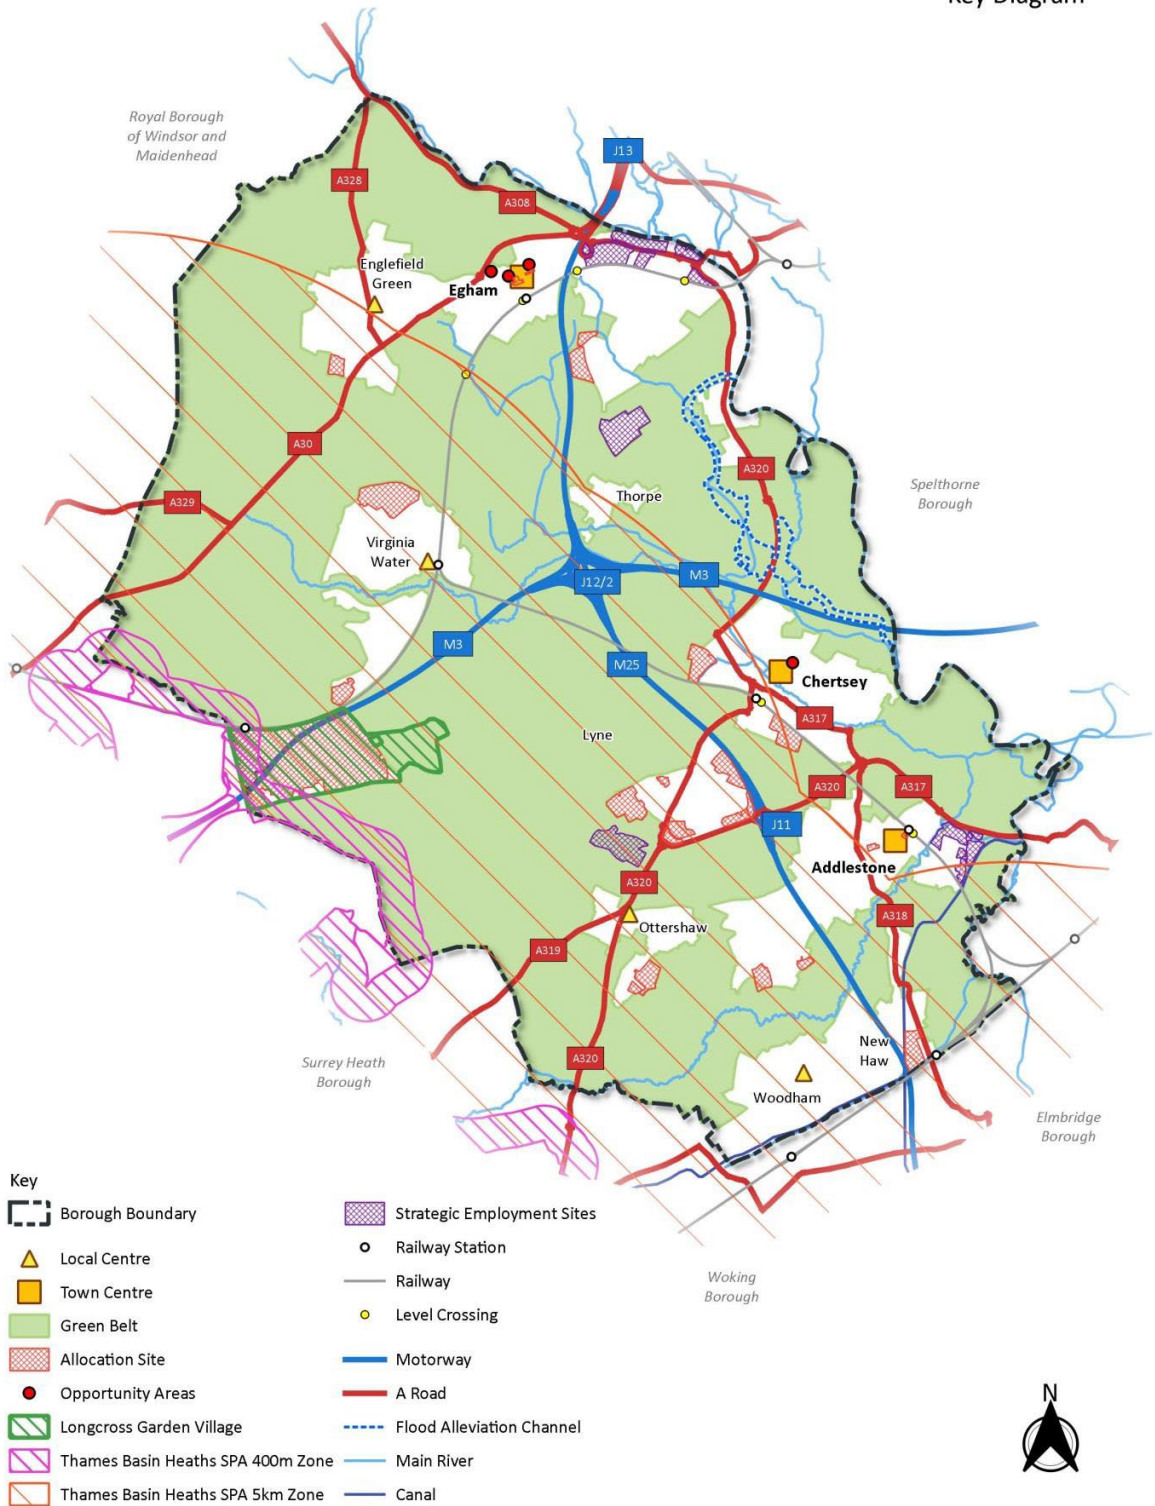 Key Diagram
Royal Borough
of Windsor and
Maidenhead
J13
A328
A308
Englefield
Green
Egham
A30
A320
Thorpe
Spelthorne
Borough
A329
Virginia
Water
J12/2
M3
M3
M25
Chertsey
A317
Lyne
A320
A317
J11
Addlestone
A320
Ottershaw
A318
A319
New
Haw
Surrey Heath
Borough
A320
Woodham
Elmbridge
Borough
Woking
Borough
Key
Borough Boundary
Local Centre
Town Centre
Green Belt
Allocation Site
Opportunity Areas
Longcross Garden Village
Thames Basin Heaths SPA 400m Zone
Thames Basin Heaths SPA 5km Zone
Strategic Employment Sites
Railway Station
Railway
Level Crossing
Motorway
A Road
Flood Alleviation Channel
Main River
Canal
N